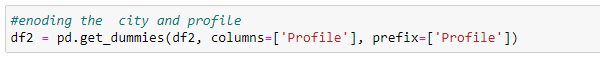 #enoding the  city and profile
df2 = pd.get_dummies(df2, columns=['Profile'], prefix=['Profile'])